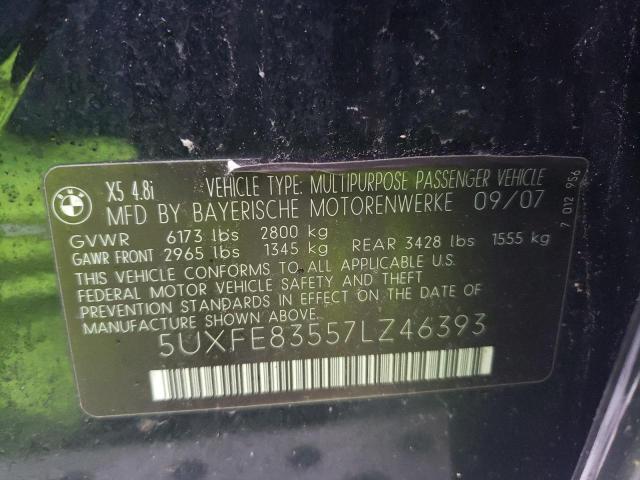 BMW
X5 4.8i VEHICLE TYPE: MULTIPURPOSE PASSENGER VEHICLE
MFD BY BAYERISCHE MOTORENWERKE 09/07
GVWR 6173 lbs 2800 kg
GAWR FRONT 2965 lbs 1345 kg REAR 3428 lbs 1555 kg
THIS VEHICLE CONFORMS TO ALL APPLICABLE U.S.
FEDERAL MOTOR VEHICLE SAFETY AND THEFT
PREVENTION STANDARDS IN EFFECT ON THE DATE OF
MANUFACTURE SHOWN ABOVE.
5UXFE83557LZ46393
7 012 956